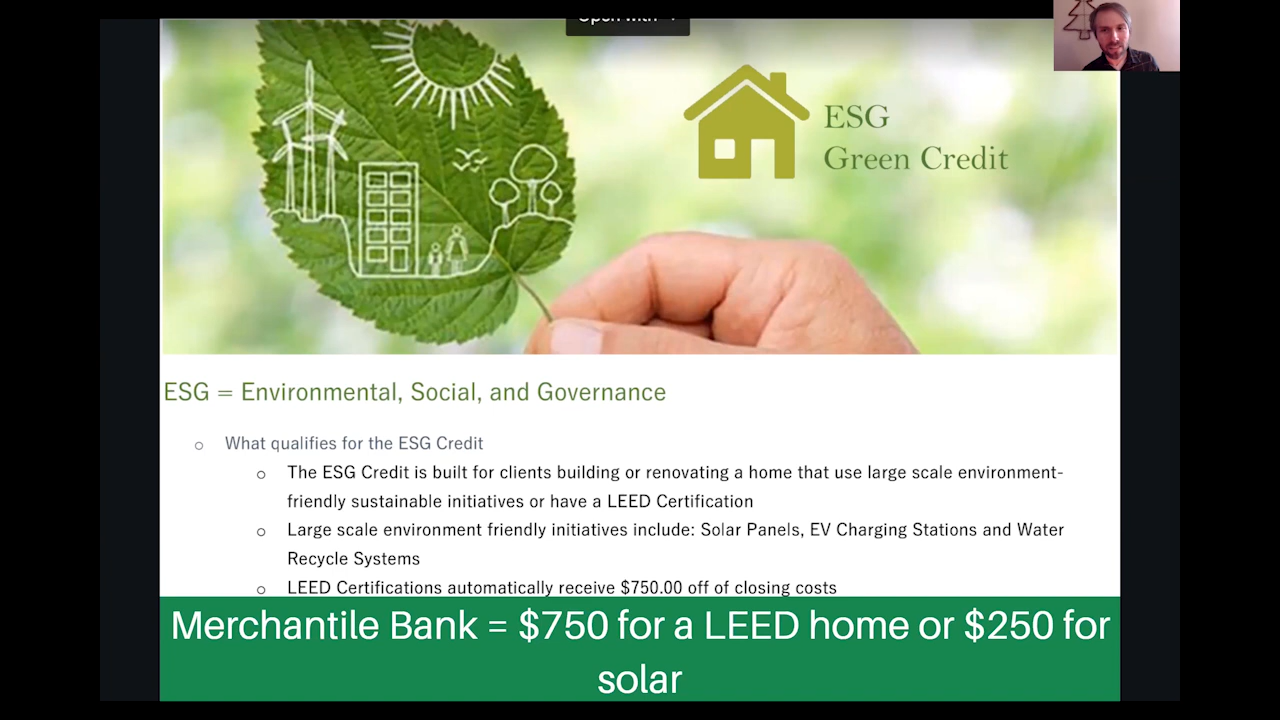 Open with
ESG
Green Credit
ESG = Environmental, Social, and Governance
What qualifies for the ESG Credit
The ESG Credit is built for clients building or renovating a home that use large scale environment-
friendly sustainable initiatives or have a LEED Certification
Large scale environment friendly initiatives include: Solar Panels, EV Charging Stations and Water
Recycle Systems
LEED Certifications automatically receive $750.00 off of closing costs
Merchantile Bank = $750 for a LEED home or $250 for
solar